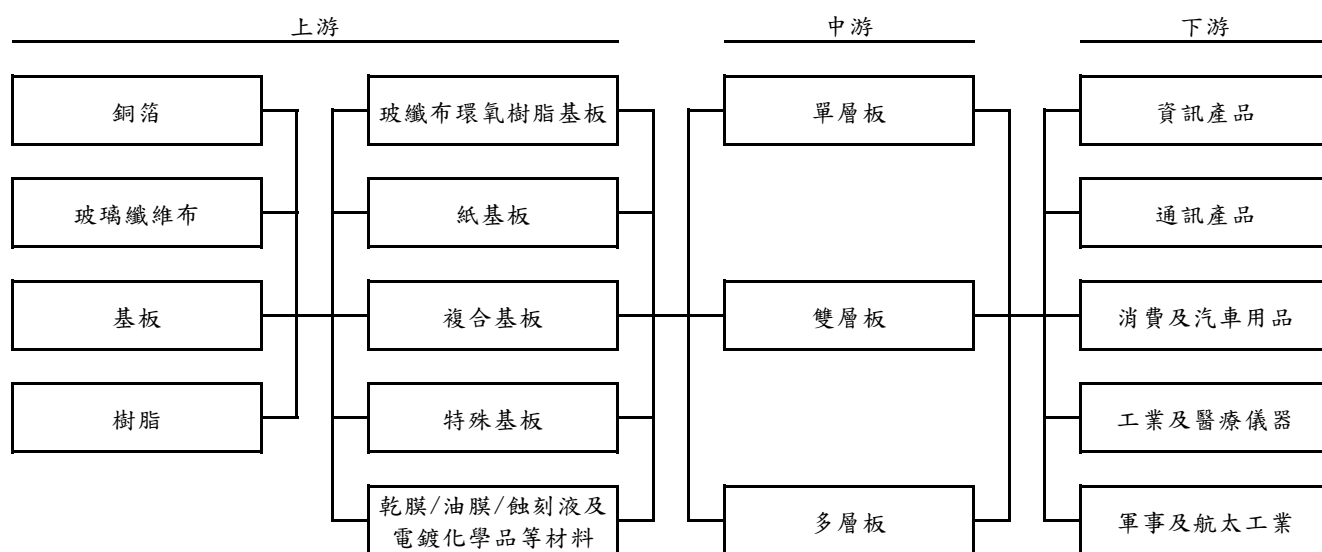 上游
中游
下游
銅箔
玻纖布環氧樹脂基板
單層板
資訊產品
玻璃纖維布
紙基板
通訊產品
基板
複合基板
雙層板
消費及汽車用品
樹脂
特殊基板
工業及醫療儀器
乾膜/油膜/蝕刻液及
電鍍化學品等材料
多層板
軍事及航太工業